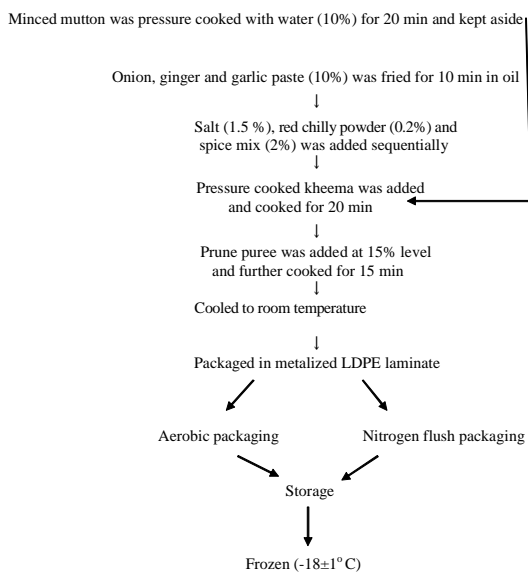 Minced mutton was pressure cooked with water (10%) for 20 min and kept aside
Onion, ginger and garlic paste (10%) was fried for 10 min in oil
↓
Salt (1.5 %), red chilly powder (0.2%) and
spice mix (2%) was added sequentially
↓
Pressure cooked kheema was added
and cooked for 20 min
↓
Prune puree was added at 15% level
and further cooked for 15 min
↓
Cooled to room temperature
↓
Packaged in metalized LDPE laminate
Aerobic packaging
Nitrogen flush packaging
Storage
Frozen (-18±1°C)